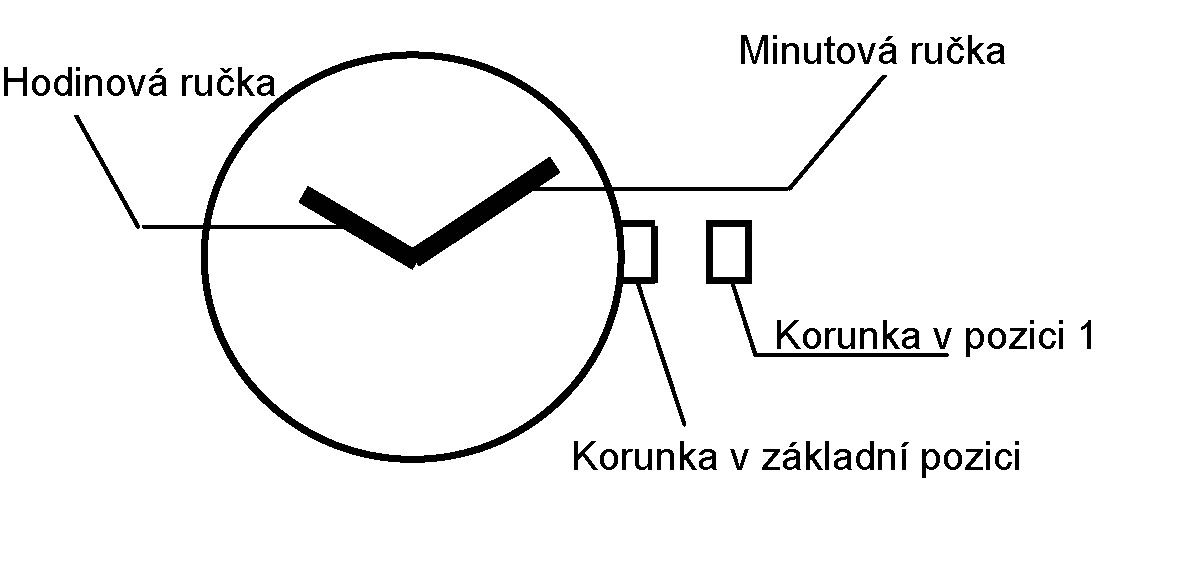 Minutová ručka
Hodinová ručka
Korunka v pozici 1
Korunka v základní pozici